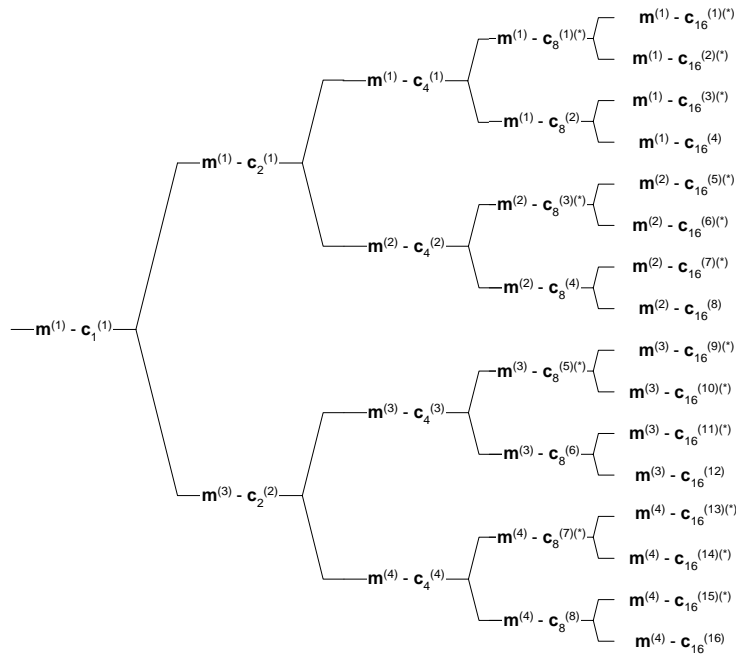 m(1) - c1(1)
m(1) - c2(1)
m(3) - c2(2)
m(1) - c4(1)
m(2) - c4(2)
m(3) - c4(3)
m(4) - c4(4)
m(1) - c8(1)(*)
m(1) - c8(2)
m(2) - c8(3)(*)
m(2) - c8(4)
m(3) - c8(5)(*)
m(3) - c8(6)
m(4) - c8(7)(*)
m(4) - c8(8)
m(1) - c16(1)(*)
m(1) - c16(2)(*)
m(1) - c16(3)(*)
m(1) - c16(4)
m(2) - c16(5)(*)
m(2) - c16(6)(*)
m(2) - c16(7)(*)
m(2) - c16(8)
m(3) - c16(9)(*)
m(3) - c16(10)(*)
m(3) - c16(11)(*)
m(3) - c16(12)
m(4) - c16(13)(*)
m(4) - c16(14)(*)
m(4) - c16(15)(*)
m(4) - c16(16)